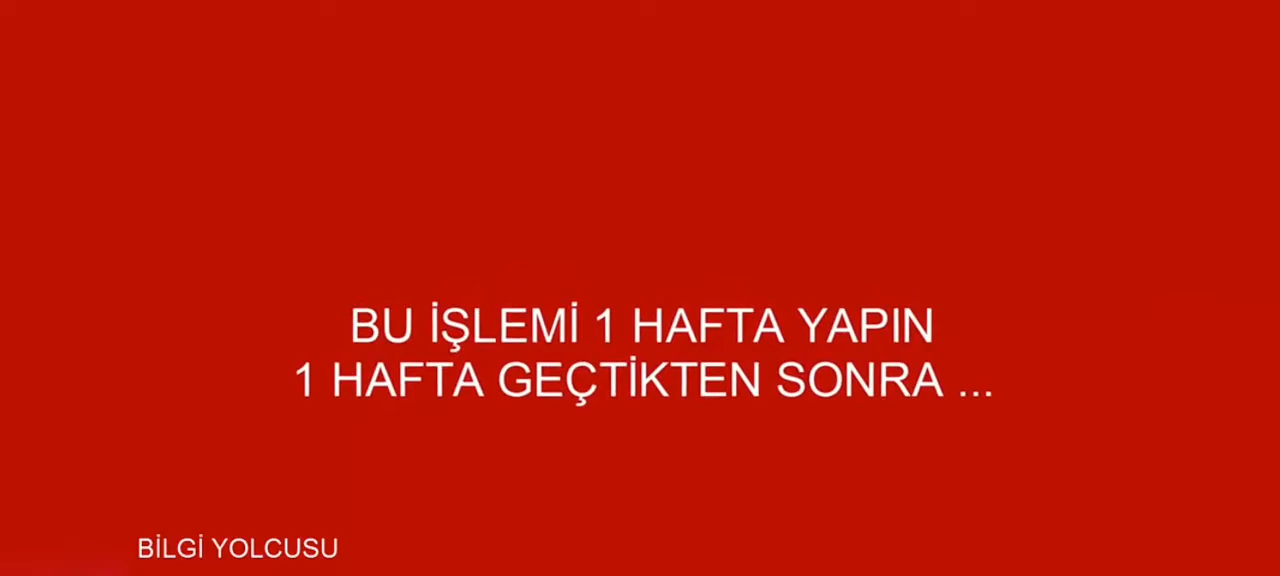 BU İŞLEMİ 1 HAFTA YAPIN
1 HAFTA GEÇTİKTEN SONRA ...
BİLGİ YOLCUSU